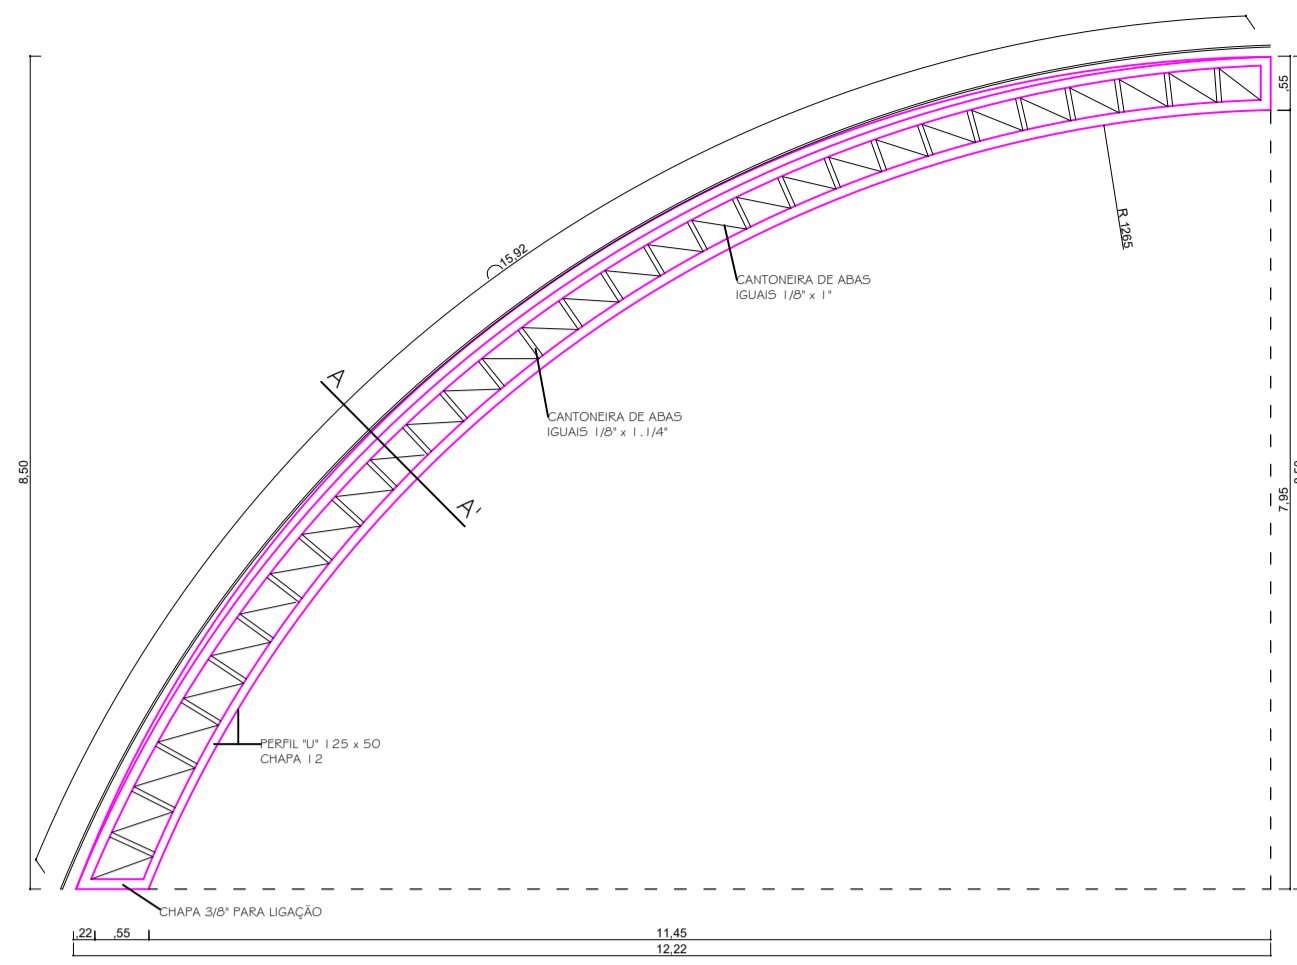 ,55
R 1265
15,92
CANTONEIRA DE ABAS
IGUAIS 1/8" x 1"
A
CANTONEIRA DE ABAS
IGUAIS 1/8" x 1.1/4"
8,50
A'
7,95
PERFIL "U" 125 x 50
CHAPA 12
CHAPA 3/8" PARA LIGAÇÃO
,22
,55
11,45
12,22